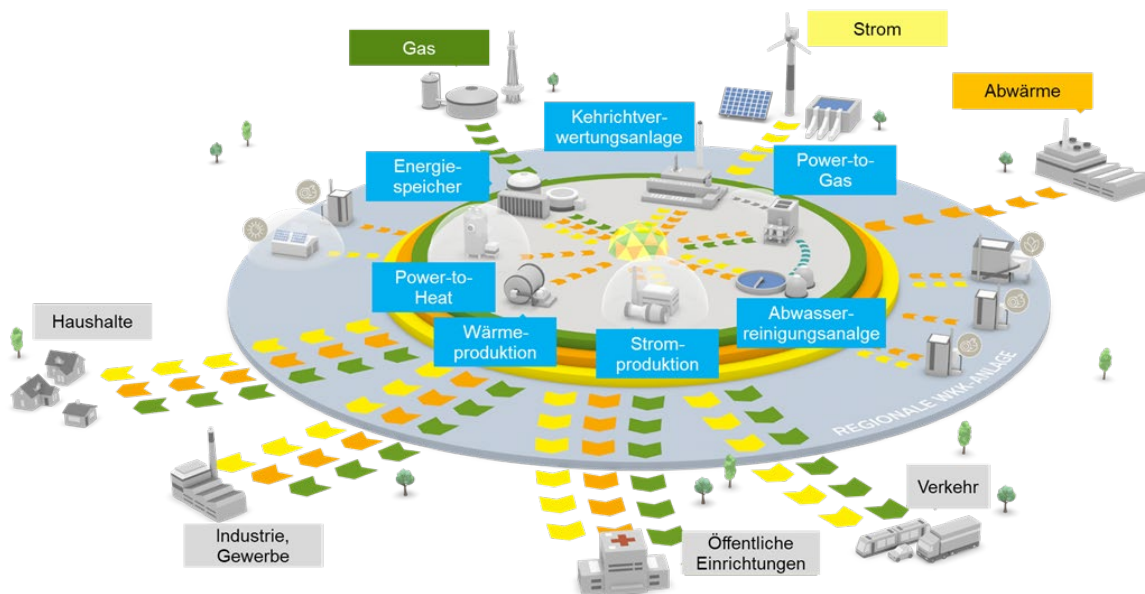 Gas
Strom
Abwärme
Kehrichtver-
wertungsanlage
Energie-
speicher
Power-to-
Gas
Power-to-
Heat
Wärme-
produktion
Strom-
produktion
Abwasser-
reinigungsanalge
Haushalte
REGIONALE WKK-ANLAGE
Verkehr
Industrie,
Gewerbe
Öffentliche
Einrichtungen